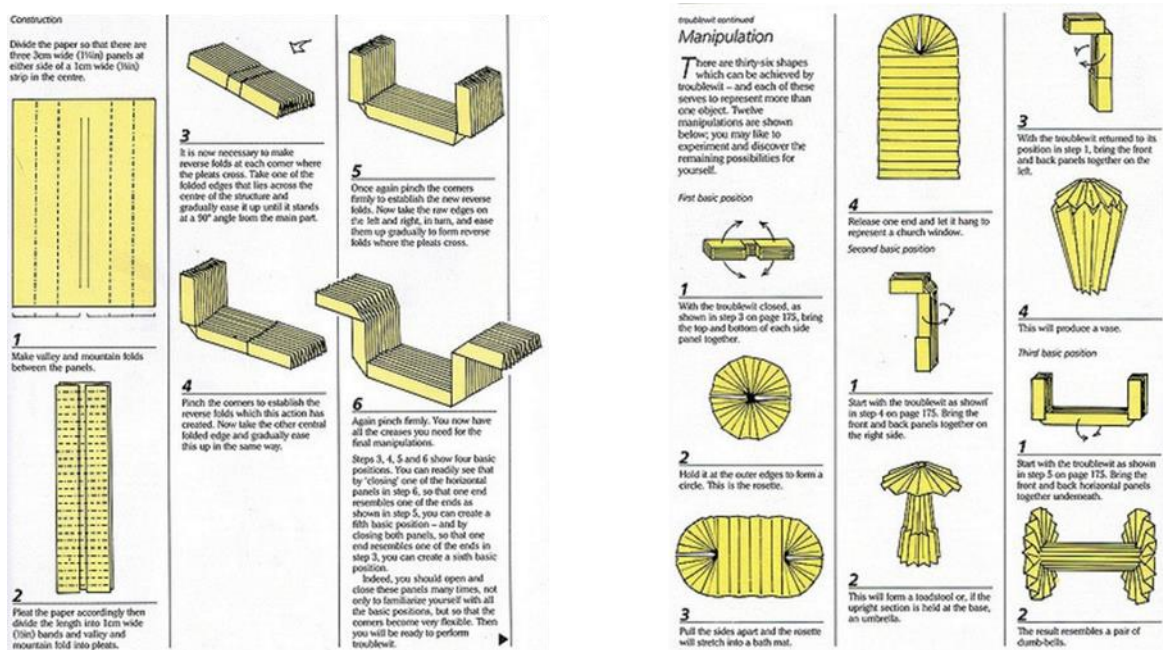 Construction
Divide the paper so that there are
three 3cm wide (1¼in) panels at
either side of a 1cm wide (½in)
strip in the centre.
1
Make valley and mountain folds
between the panels.
2
Pleat the paper accordingly then
divide the length into 1cm wide
(½in) bands and valley and
mountain fold into pleats.
3
It is now necessary to make
reverse folds at each corner where
the pleats cross. Take one of the
folded edges that lies across the
centre of the structure and
gradually ease it up until it stands
at a 90° angle from the main part.
4
Pinch the corners to establish the
reverse folds which this action has
created. Now take the other central
folded edge and gradually ease
this up in the same way.
5
Once again pinch the corners
firmly to establish the new reverse
folds. Now take the raw edges on
the left and right, in turn, and ease
them up gradually to form reverse
folds where the pleats cross.
6
Again pinch firmly. You now have
all the creases you need for the
final manipulations.
Steps 3, 4, 5 and 6 show four basic
positions. You can readily see that
by 'closing' one of the horizontal
panels in step 6, so that one end
resembles one of the ends as
shown in step 5, you can create a
fifth basic position – and by
closing both panels, so that one
end resembles one of the ends in
step 3, you can create a sixth basic
position.
Indeed, you should open and
close these panels many times, not
only to familiarize yourself with all
the basic positions, but so that the
corners become very flexible. Then
you will be ready to perform
troublewit.
troublewit continued
Manipulation
There are thirty-six shapes
which can be achieved by
troublewit – and each of these
serves to represent more than
one object. Twelve
manipulations are shown
below; you may like to
experiment and discover the
remaining possibilities for
yourself.
First basic position
1
With the troublewit closed, as
shown in step 3 on page 175, bring
the top and bottom of each side
panel together.
2
Hold it at the outer edges to form a
circle. This is the rosette.
3
Pull the sides apart and the rosette
will stretch into a bath mat.
4
Release one end and let it hang to
represent a church window.
Second basic position
1
Start with the troublewit as shown
in step 4 on page 175. Bring the
front and back panels together on
the right side.
2
This will form a toadstool or, if the
upright section is held at the base,
an umbrella.
3
With the troublewit returned to its
position in step 1, bring the front
and back panels together on the
left.
4
This will produce a vase.
Third basic position
1
Start with the troublewit as shown
in step 5 on page 175. Bring the
front and back horizontal panels
together underneath.
2
The result resembles a pair of
dumb-bells.